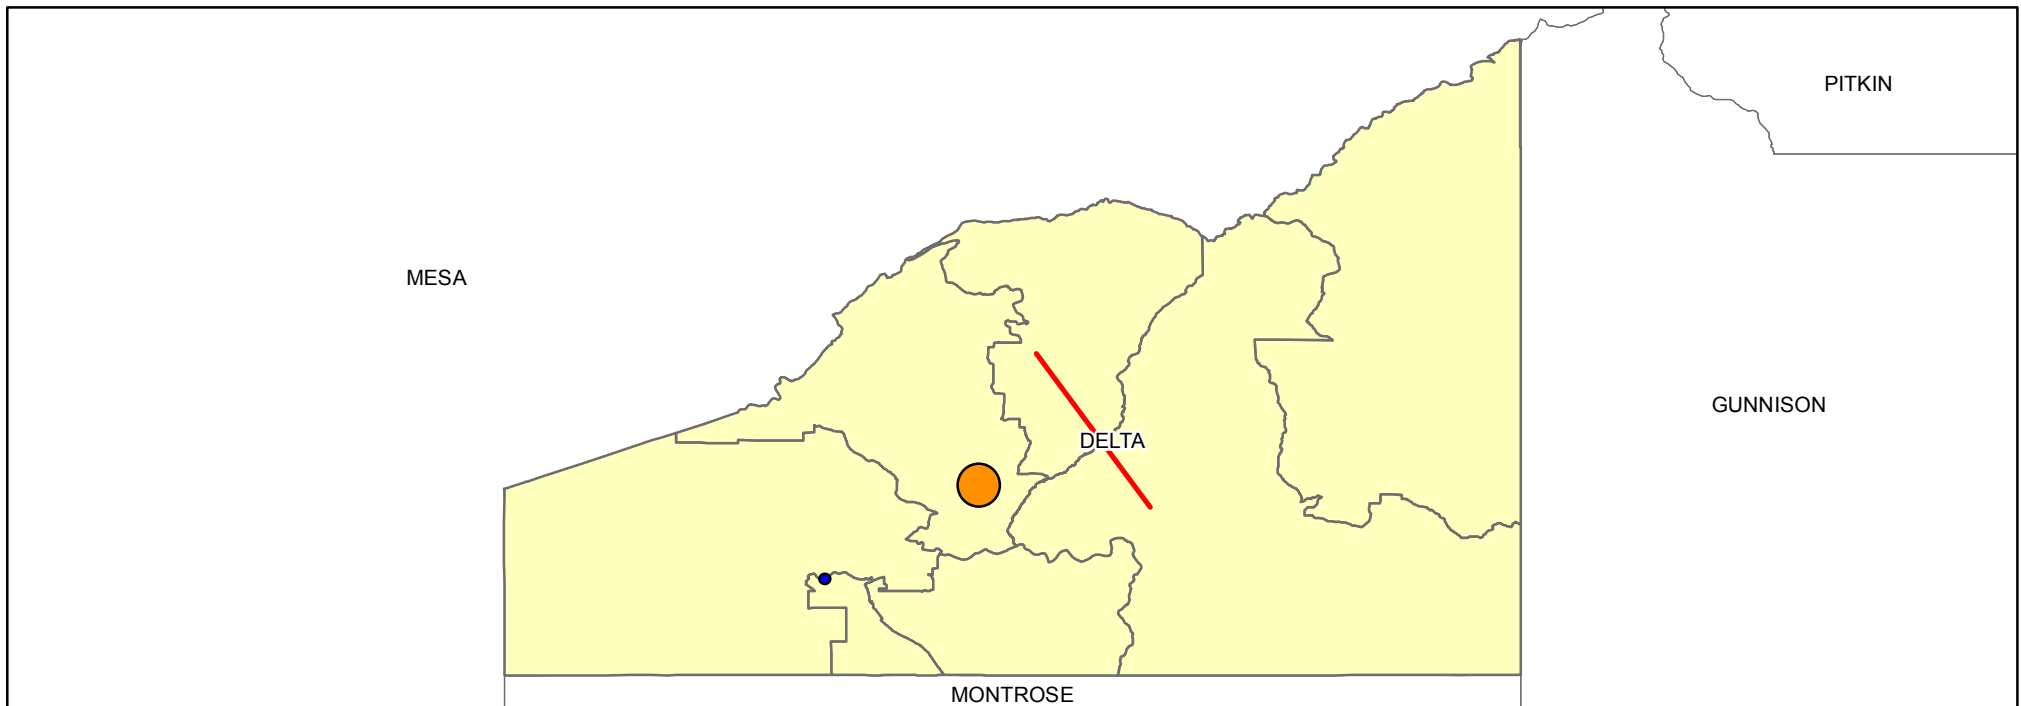 PITKIN
MESA
GUNNISON
DELTA
MONTROSE